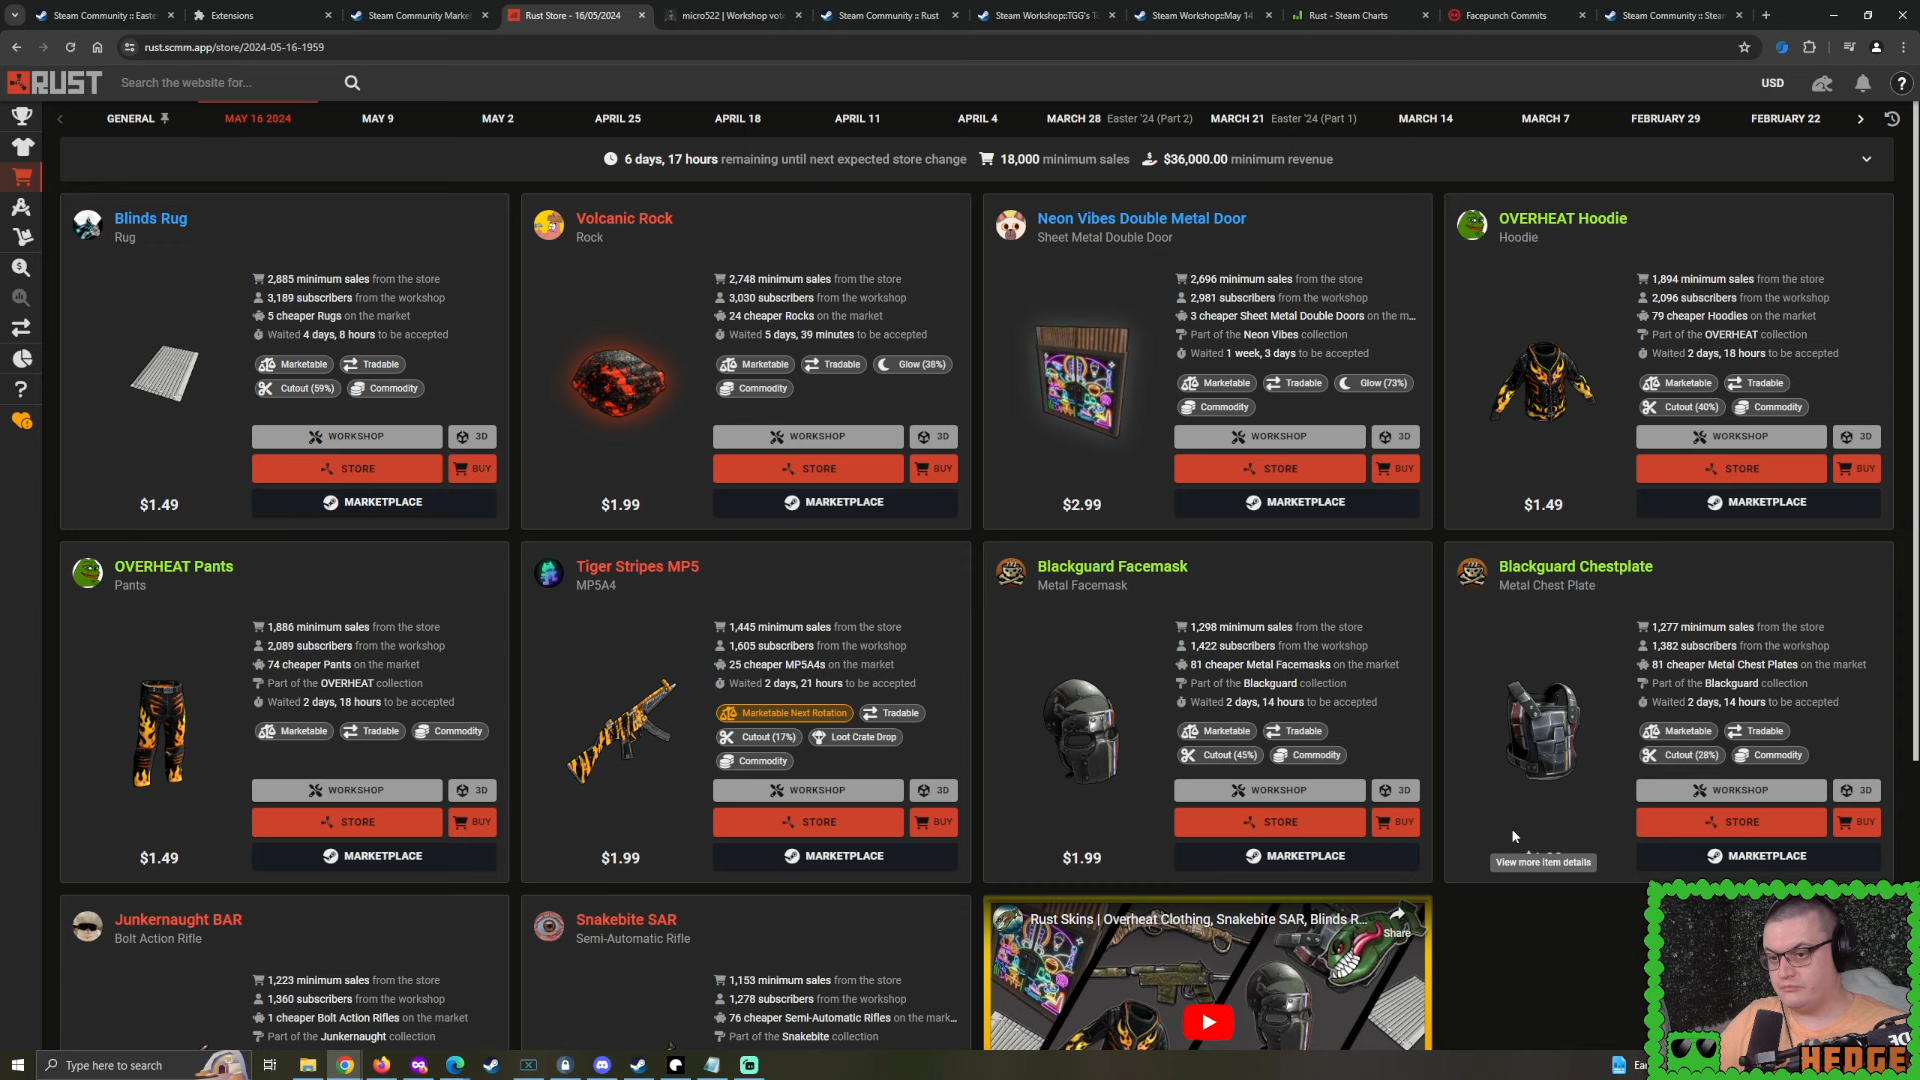 Steam Community :: Easte
Extensions
Steam Community Marke
Rust Store - 16/05/2024
micro522 | Workshop vote
Steam Community :: Rust
Steam Workshop::TGG's T
Steam Workshop::May 14
Rust - Steam Charts
Facepunch Commits
Steam Community :: Stean
rust.scmm.app/store/2024-05-16-1959
RUST
Search the website for...
USD
GENERAL
MAY 16 2024
MAY 9
MAY 2
APRIL 25
APRIL 18
APRIL 11
APRIL 4
MARCH 28 Easter '24 (Part 2)
MARCH 21 Easter '24 (Part 1)
MARCH 14
MARCH 7
FEBRUARY 29
FEBRUARY 22
6 days, 17 hours remaining until next expected store change 18,000 minimum sales $36,000.00 minimum revenue
Blinds Rug
Rug
2,885 minimum sales from the store
3,189 subscribers from the workshop
5 cheaper Rugs on the market
Waited 4 days, 8 hours to be accepted
Marketable Tradable
Cutout (59%) Commodity
WORKSHOP 3D
STORE BUY
$1.49
MARKETPLACE
Volcanic Rock
Rock
2,748 minimum sales from the store
3,030 subscribers from the workshop
24 cheaper Rocks on the market
Waited 5 days, 39 minutes to be accepted
Marketable Tradable Glow (38%)
Commodity
WORKSHOP 3D
STORE BUY
$1.99
MARKETPLACE
Neon Vibes Double Metal Door
Sheet Metal Double Door
2,696 minimum sales from the store
2,981 subscribers from the workshop
3 cheaper Sheet Metal Double Doors on the m...
Part of the Neon Vibes collection
Waited 1 week, 3 days to be accepted
Marketable Tradable Glow (73%)
Commodity
WORKSHOP 3D
STORE BUY
$2.99
MARKETPLACE
OVERHEAT Hoodie
Hoodie
1,894 minimum sales from the store
2,096 subscribers from the workshop
79 cheaper Hoodies on the market
Part of the OVERHEAT collection
Waited 2 days, 18 hours to be accepted
Marketable Tradable
Cutout (40%) Commodity
WORKSHOP 3D
STORE BUY
$1.49
MARKETPLACE
OVERHEAT Pants
Pants
1,886 minimum sales from the store
2,089 subscribers from the workshop
74 cheaper Pants on the market
Part of the OVERHEAT collection
Waited 2 days, 18 hours to be accepted
Marketable Tradable Commodity
WORKSHOP 3D
STORE BUY
$1.49
MARKETPLACE
Tiger Stripes MP5
MP5A4
1,445 minimum sales from the store
1,605 subscribers from the workshop
25 cheaper MP5A4s on the market
Waited 2 days, 21 hours to be accepted
Marketable Next Rotation Tradable
Cutout (17%) Loot Crate Drop
Commodity
WORKSHOP 3D
STORE BUY
$1.99
MARKETPLACE
Blackguard Facemask
Metal Facemask
1,298 minimum sales from the store
1,422 subscribers from the workshop
81 cheaper Metal Facemasks on the market
Part of the Blackguard collection
Waited 2 days, 14 hours to be accepted
Marketable Tradable
Cutout (45%) Commodity
WORKSHOP 3D
STORE BUY
$1.99
MARKETPLACE
Blackguard Chestplate
Metal Chest Plate
1,277 minimum sales from the store
1,382 subscribers from the workshop
81 cheaper Metal Chest Plates on the market
Part of the Blackguard collection
Waited 2 days, 14 hours to be accepted
Marketable Tradable
Cutout (28%) Commodity
WORKSHOP 3D
STORE BUY
View more item details
MARKETPLACE
Junkernaught BAR
Bolt Action Rifle
1,223 minimum sales from the store
1,360 subscribers from the workshop
1 cheaper Bolt Action Rifles on the market
Part of the Junkernaught collection
Snakebite SAR
Semi-Automatic Rifle
1,153 minimum sales from the store
1,278 subscribers from the workshop
76 cheaper Semi-Automatic Rifles on the mark...
Part of the Snakebite collection
Rust Skins | Overheat Clothing, Snakebite SAR, Blinds R...
Share
HEDGE
Type here to search